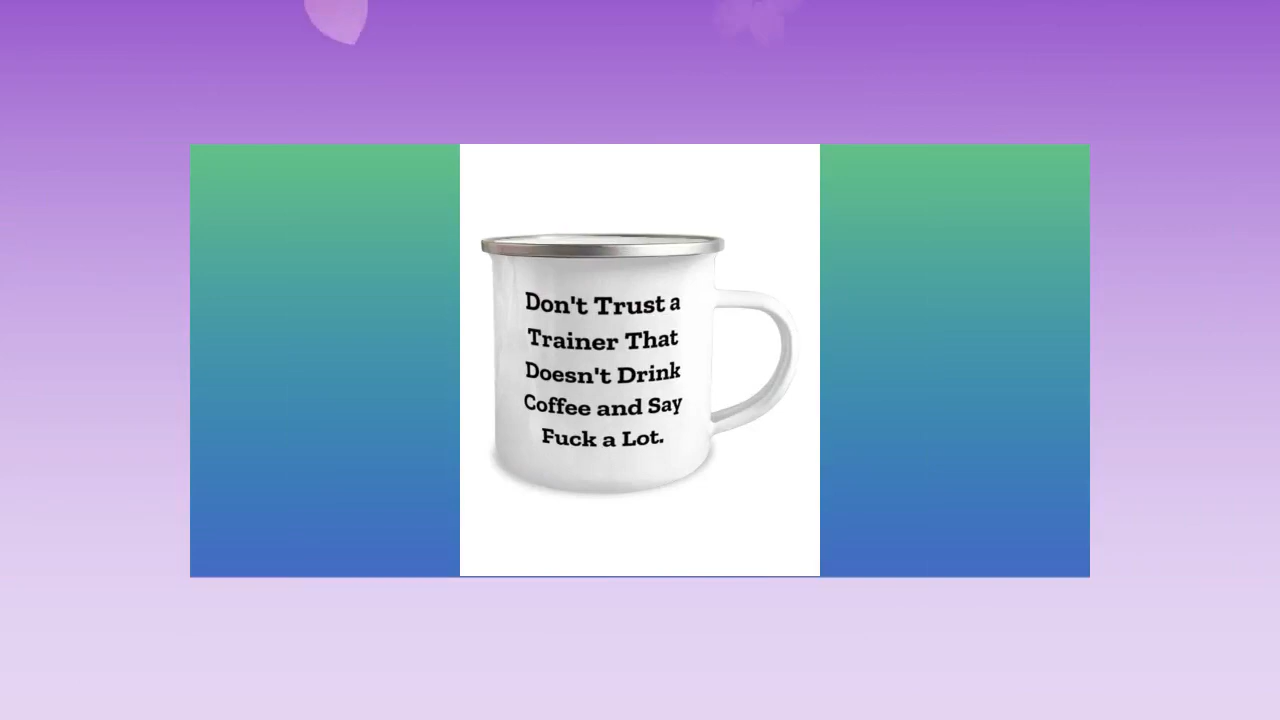 Don't Trust a
Trainer That
Doesn't Drink
Coffee and Say
Fuck a Lot.